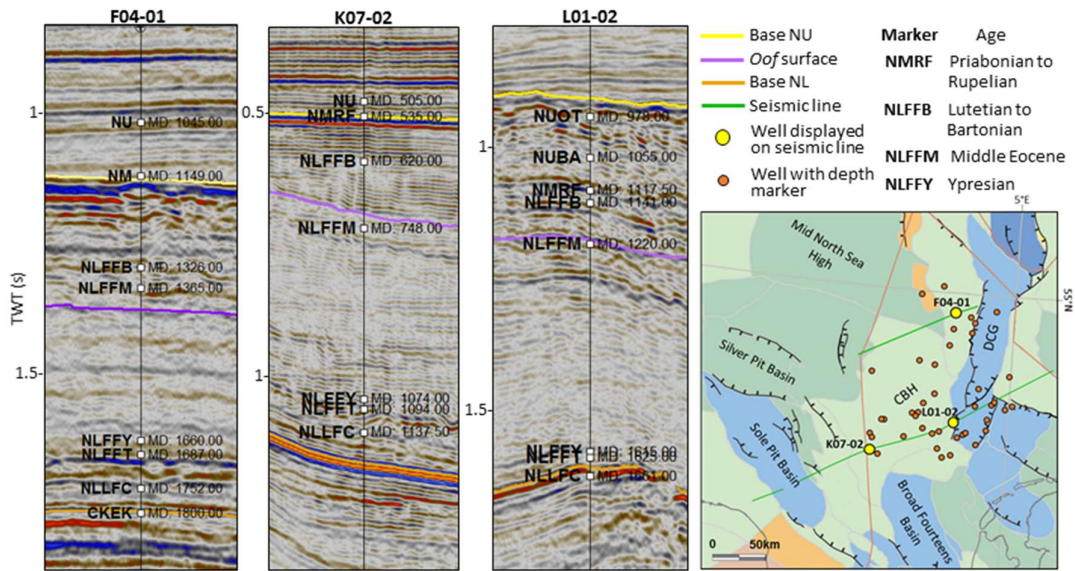 F04-01
K07-02
L01-02
TWT (s)
1-
1.5-
NU MD: 1045.00
NM MD: 1149.00
NLFFB MD: 1326.00
NLFFM MD: 1365.00
NLFFY MD: 1660.00
NLFFT MD: 1687.00
NLLFC MD: 1752.00
CKEK MD: 1800.00
0.5-
1-
NU MD: 505.00
NMRF MD: 535.00
NLFFB MD: 620.00
NLFFM MD: 748.00
NLFFY MD: 1074.00
NLFFT MD: 1094.00
NLLFC MD: 1137.50
1-
1.5-
NUOT MD: 978.00
NUBA MD: 1055.00
NMRF MD: 1117.50
NLFFB MD: 1141.00
NLFFM MD: 1220.00
NLFFY MD: 1615.00
NLLFC MD: 1661.00
Base NU
Oof surface
Base NL
Seismic line
Well displayed
on seismic line
Well with depth
marker
Marker Age
NMRF Priabonian to
Rupelian
NLFFB Lutetian to
Bartonian
NLFFM Middle Eocene
NLFFY Ypresian
5°E
55°N
Mid North Sea
High
F04-01
DCG
Silver Pit Basin
CBH
L01-02
K07-02
Sole Pit Basin
Broad Fourteens
Basin
0 50km